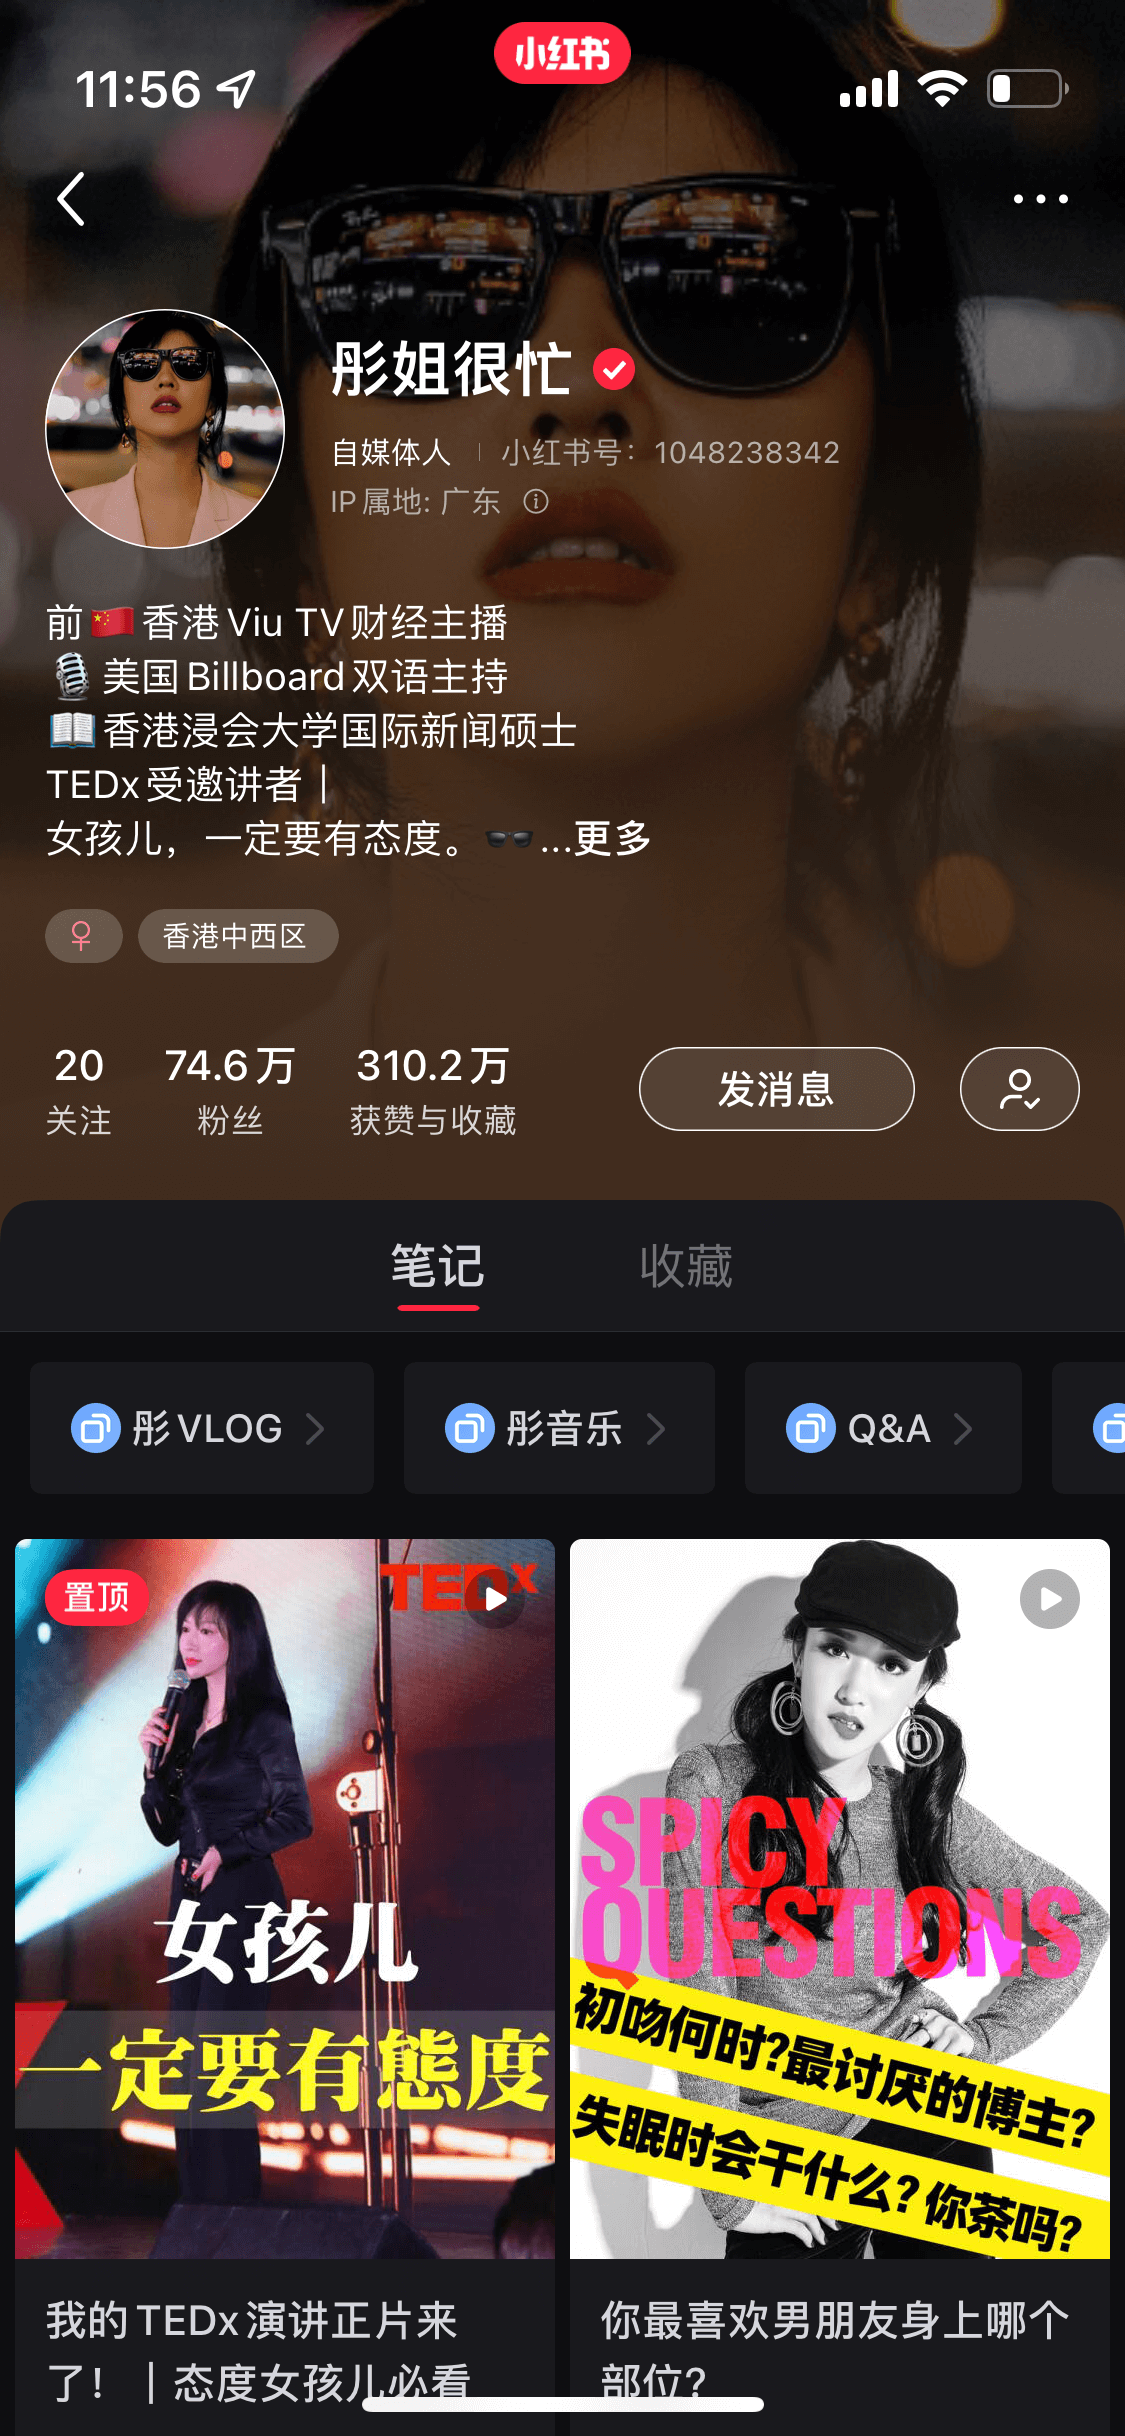 小红书
11:56
彤姐很忙
自媒体人 | 小红书号：1048238342
IP属地: 广东
前🇨🇳香港Viu TV财经主播
🎙️美国Billboard双语主持
📖香港浸会大学国际新闻硕士
TEDx受邀讲者｜
女孩儿，一定要有态度。🕶️...更多
♀ 香港中西区
20 74.6万 310.2万
关注 粉丝 获赞与收藏
发消息
笔记 收藏
彤VLOG 彤音乐 Q&A
置顶
TEDx
女孩儿
一定要有態度
我的TEDx演讲正片来
了！｜态度女孩儿必看
SPICY
QUESTIONS
初吻何时?最讨厌的博主?
失眠时会干什么?你茶吗?
你最喜欢男朋友身上哪个
部位?